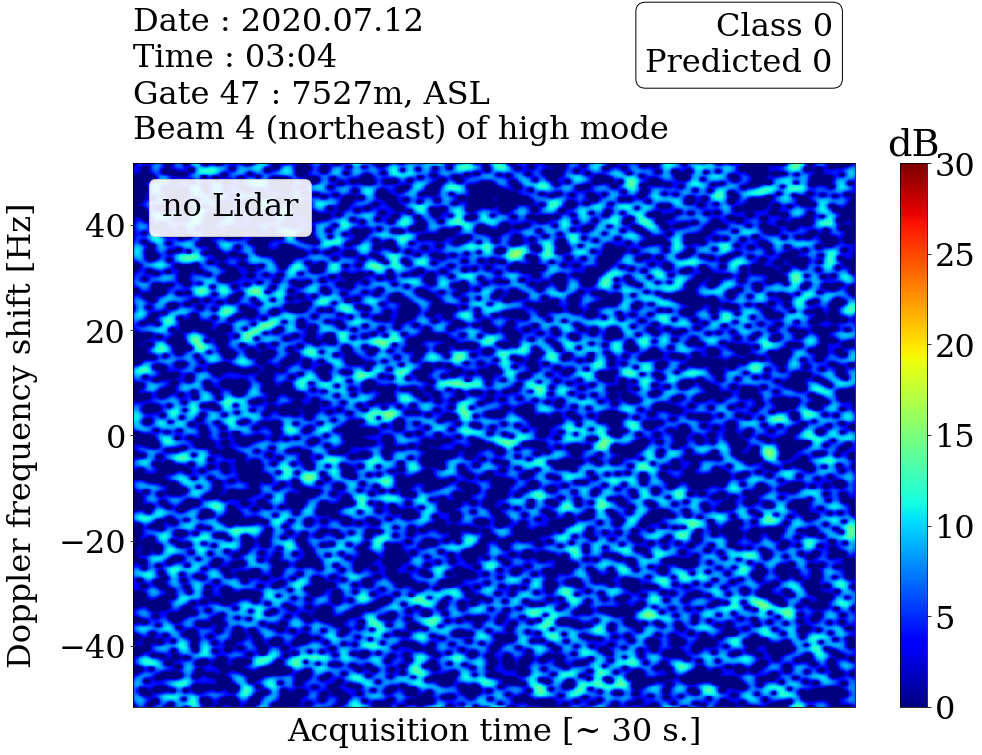 Date : 2020.07.12
Time : 03:04
Gate 47 : 7527m, ASL
Beam 4 (northeast) of high mode
Class 0
Predicted 0
dB
no Lidar
Doppler frequency shift [Hz]
40
20
0
−20
−40
30
25
20
15
10
5
0
Acquisition time [~ 30 s.]